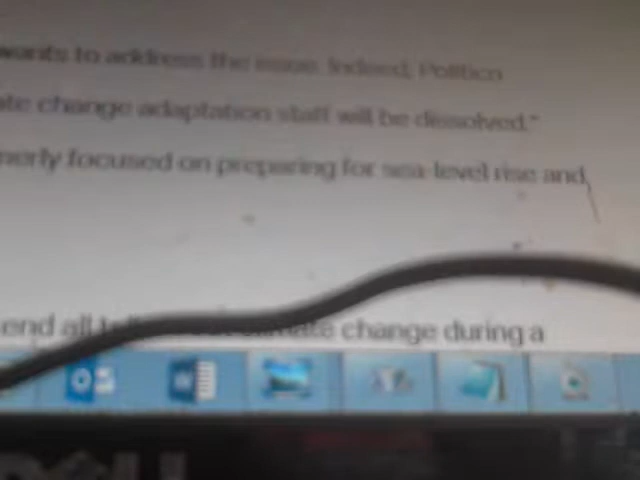 wants to address the issue. Indeed, Politico
ate change adaptation staff will be dissolved."
merly focused on preparing for sea-level rise and
end all climate change during a
DELL